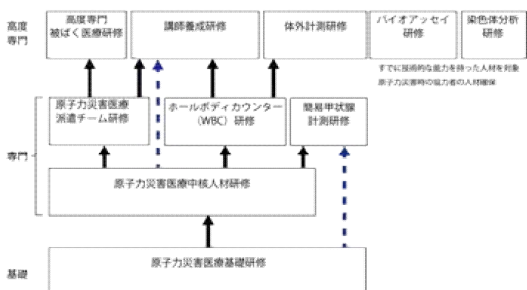 高度
専門
高度専門
被ばく医療研修
講師養成研修
体外計測研修
バイオアッセイ
研修
染色体分析
研修
すでに技術的な能力を持った人材を対象
原子力災害時の協力者の人材確保
専門
原子力災害医療
派遣チーム研修
ホールボディカウンター
（WBC）研修
簡易甲状腺
計測研修
原子力災害医療中核人材研修
基礎
原子力災害医療基礎研修